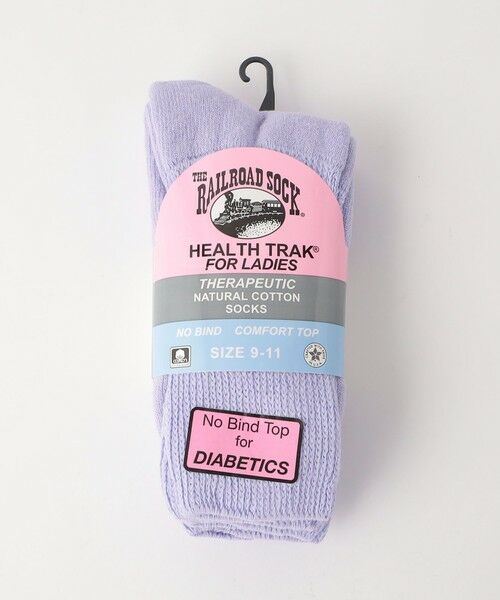 THE
RAILROAD SOCK®
HEALTH TRAK®
FOR LADIES
THERAPEUTIC
NATURAL COTTON
SOCKS
NO BIND COMFORT TOP
SIZE 9-11
No Bind Top
for
DIABETICS